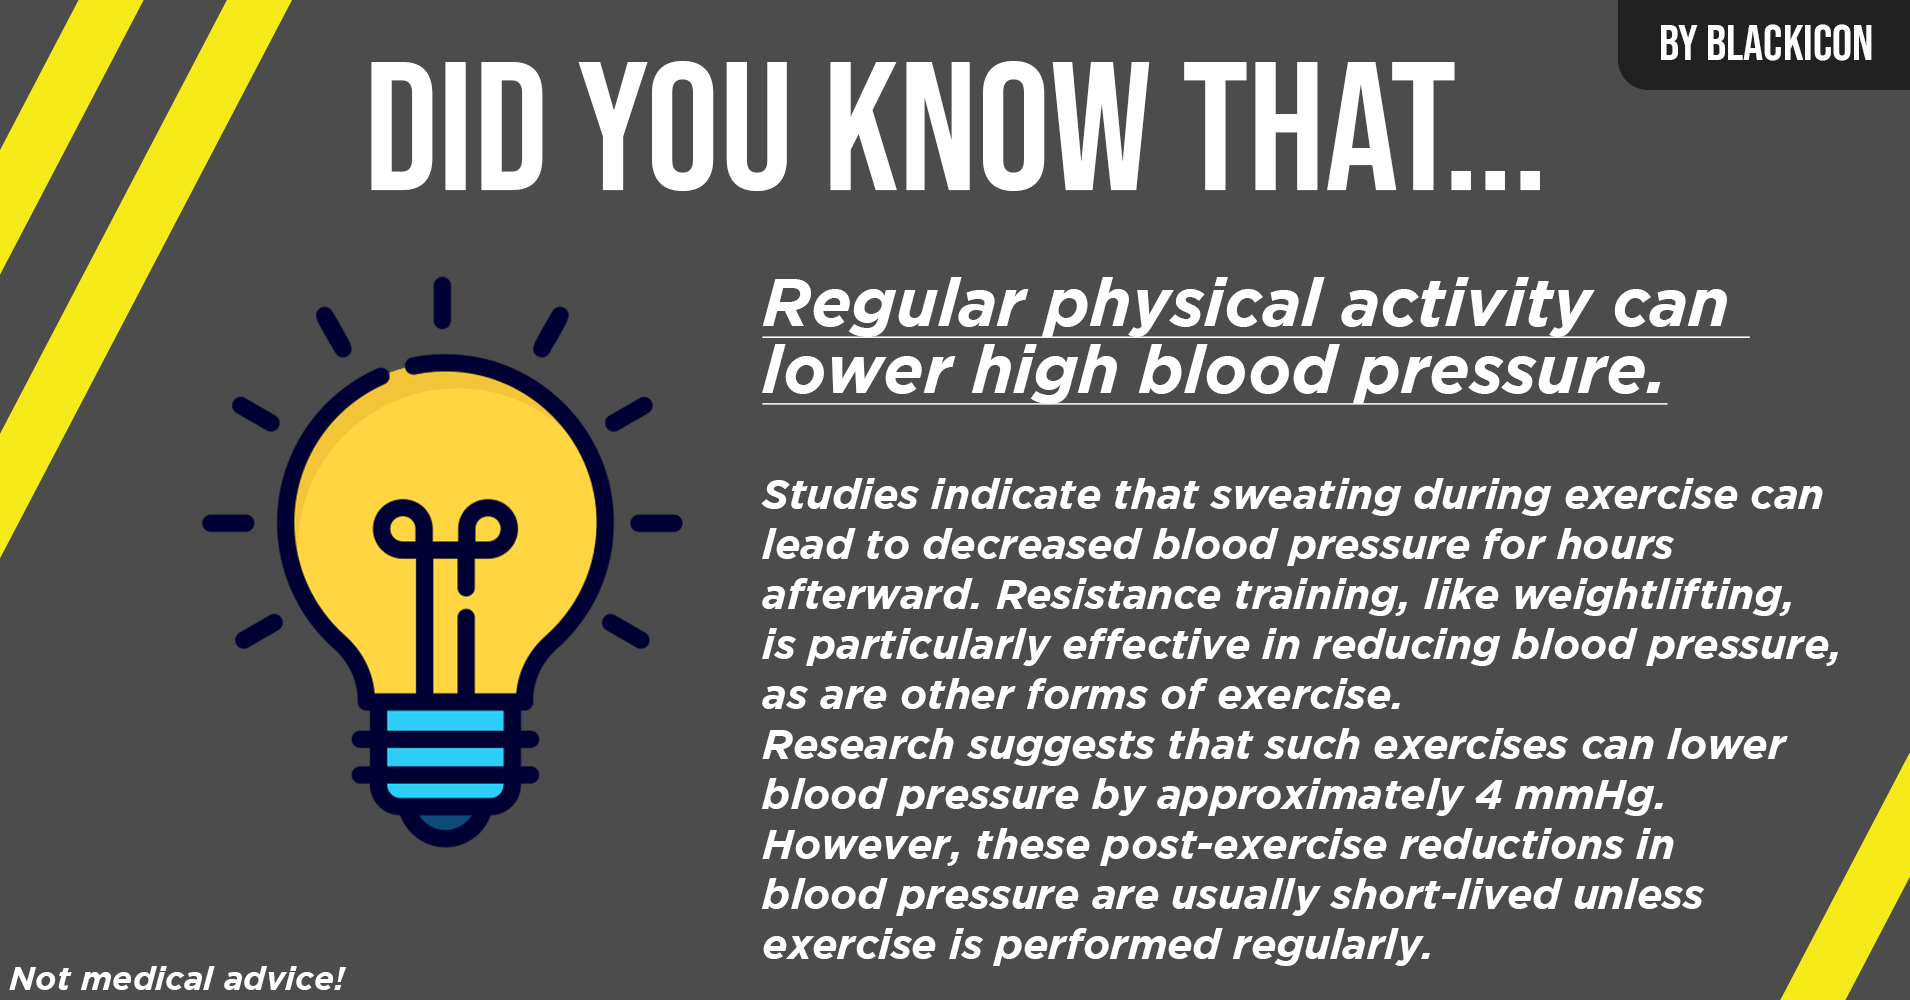 BY BLACKICON
DID YOU KNOW THAT...
Regular physical activity can
lower high blood pressure.
Studies indicate that sweating during exercise can
lead to decreased blood pressure for hours
afterward. Resistance training, like weightlifting,
is particularly effective in reducing blood pressure,
as are other forms of exercise.
Research suggests that such exercises can lower
blood pressure by approximately 4 mmHg.
However, these post-exercise reductions in
blood pressure are usually short-lived unless
exercise is performed regularly.
Not medical advice!